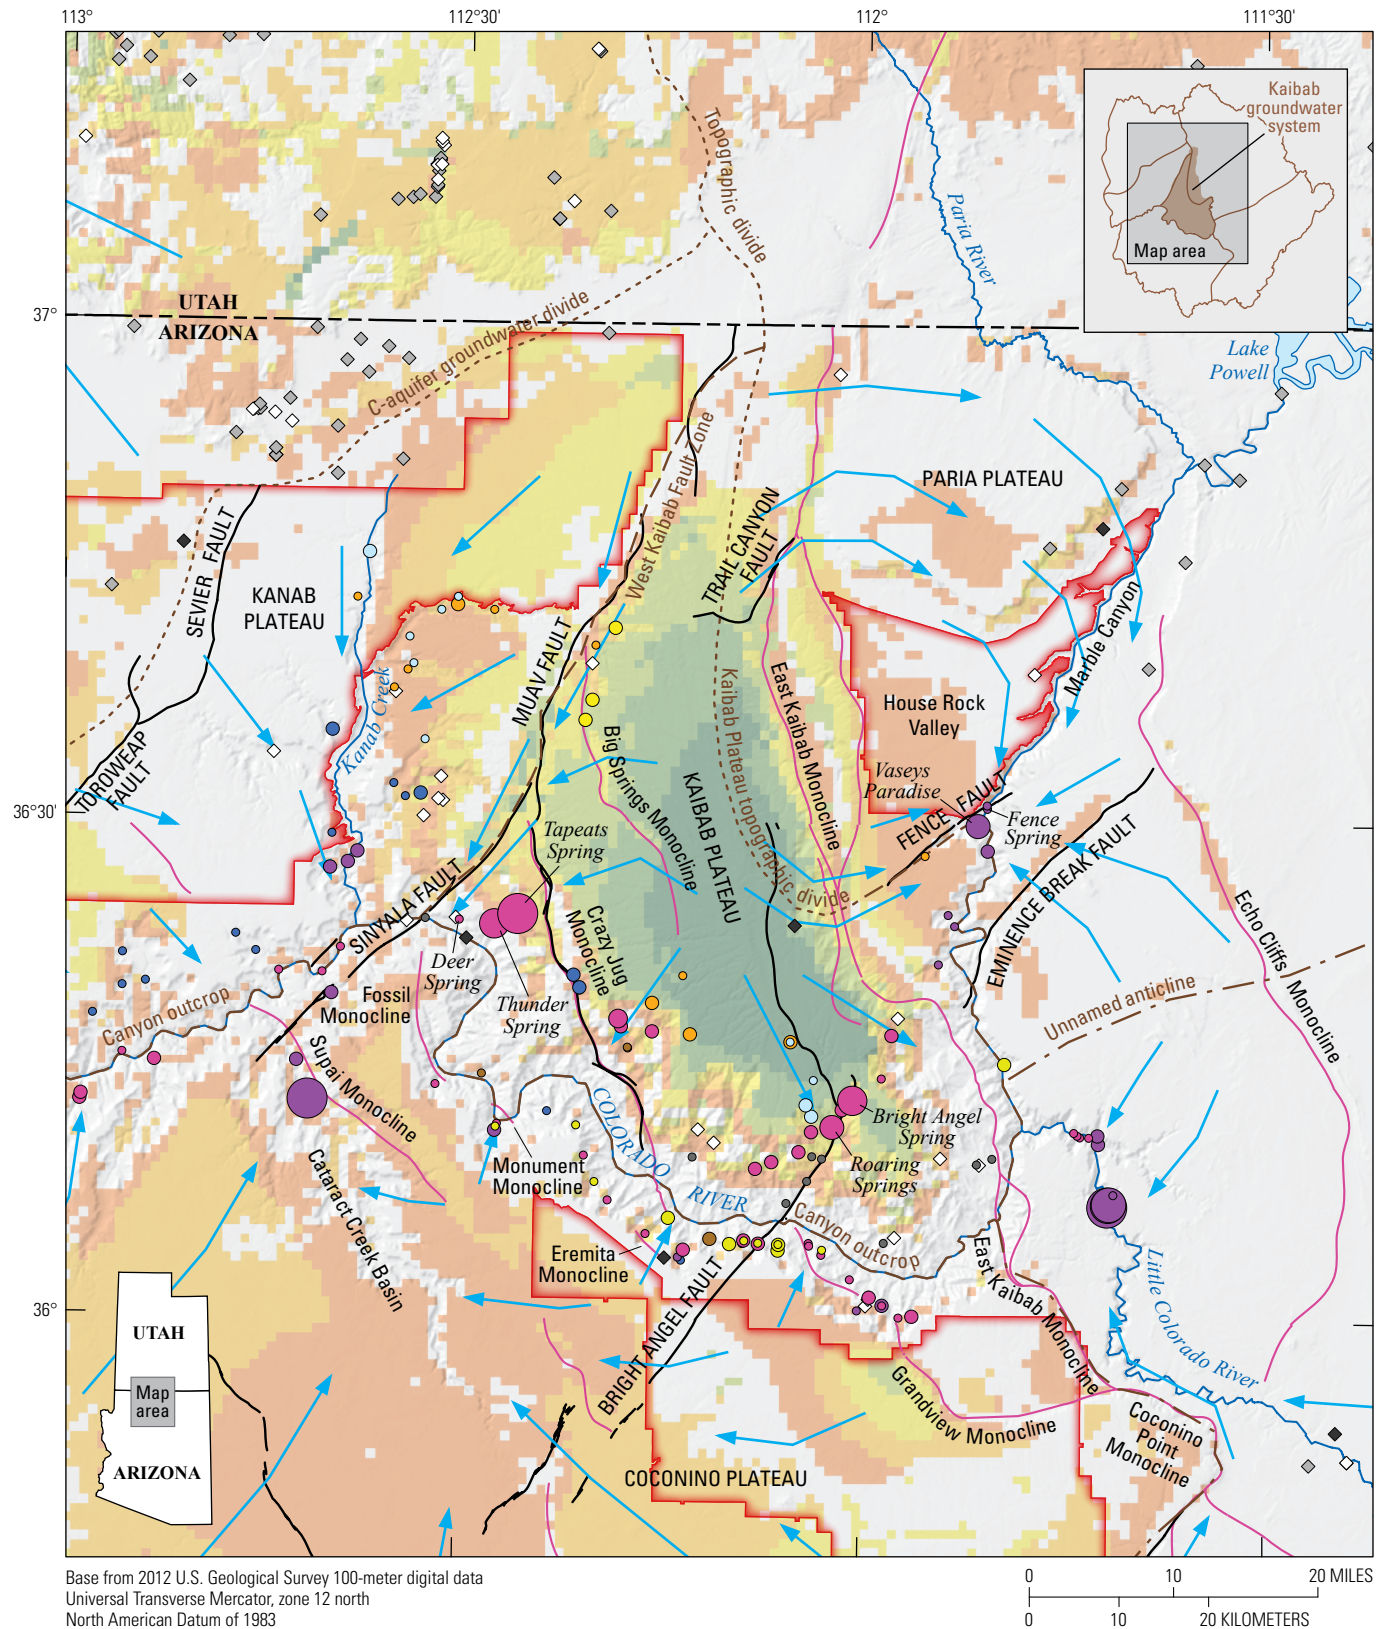 113°
112°30'
112°
111°30'
Kaibab
groundwater
system
Map area
Topographic divide
Paria River
UTAH
ARIZONA
37°
C-aquifer groundwater divide
Lake
Powell
West Kaibab Fault Zone
PARIA PLATEAU
TRAIL CANYON
FAULT
SEVIER FAULT
KANAB
PLATEAU
MUAV FAULT
Marble Canyon
Kanab Creek
Kaibab Plateau topographic divide
East Kaibab Monocline
House Rock
Valley
Big Springs Monocline
KAIBAB PLATEAU
TOROWEAP
FAULT
Vaseys
Paradise
36°30'
FENCE FAULT
Fence
Spring
Tapeats
Spring
EMINENCE BREAK FAULT
SINYALA FAULT
Echo Cliffs Monocline
Crazy Jug
Monocline
Deer
Spring
Thunder
Spring
Fossil
Monocline
Canyon outcrop
Unnamed anticline
Supai Monocline
COLORADO
RIVER
Bright Angel
Spring
Roaring
Springs
Monument
Monocline
Cataract Creek Basin
Canyon outcrop
Eremita
Monocline
East Kaibab Monocline
Little Colorado River
36°
BRIGHT ANGEL FAULT
UTAH
Map
area
ARIZONA
Grandview Monocline
Coconino
Point
Monocline
COCONINO PLATEAU
Base from 2012 U.S. Geological Survey 100-meter digital data
Universal Transverse Mercator, zone 12 north
North American Datum of 1983
0 10 20 MILES
0 10 20 KILOMETERS